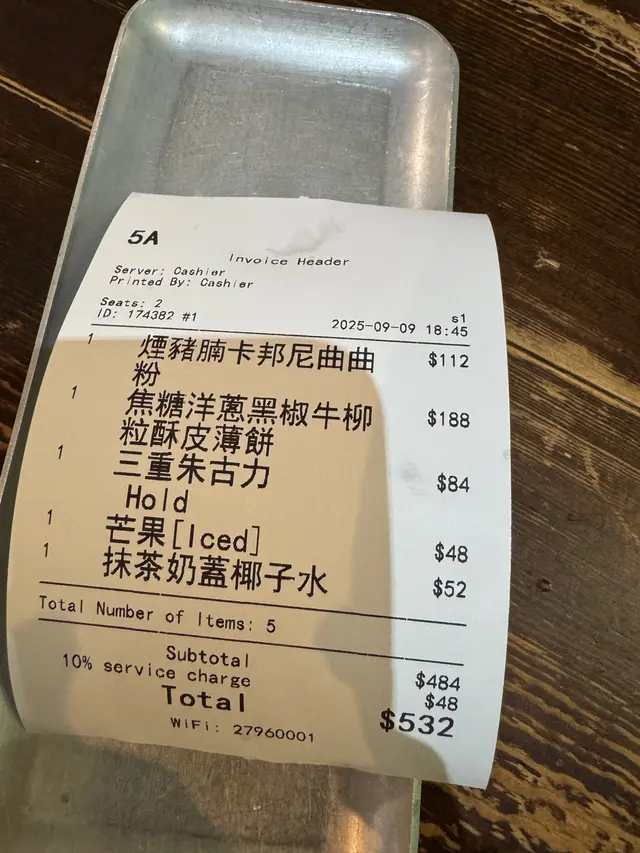 5A
Invoice Header
Server: Cashier
Printed By: Cashier
Seats: 2
s1
ID: 174382 #1 2025-09-09 18:45
1 煙豬腩卡邦尼曲曲 $112
粉
1 焦糖洋蔥黑椒牛柳 $188
粒酥皮薄餅
1 三重朱古力 $84
Hold
1 芒果[Iced] $48
1 抹茶奶蓋椰子水 $52
Total Number of Items: 5
Subtotal $484
10% service charge $48
Total $532
WiFi: 27960001